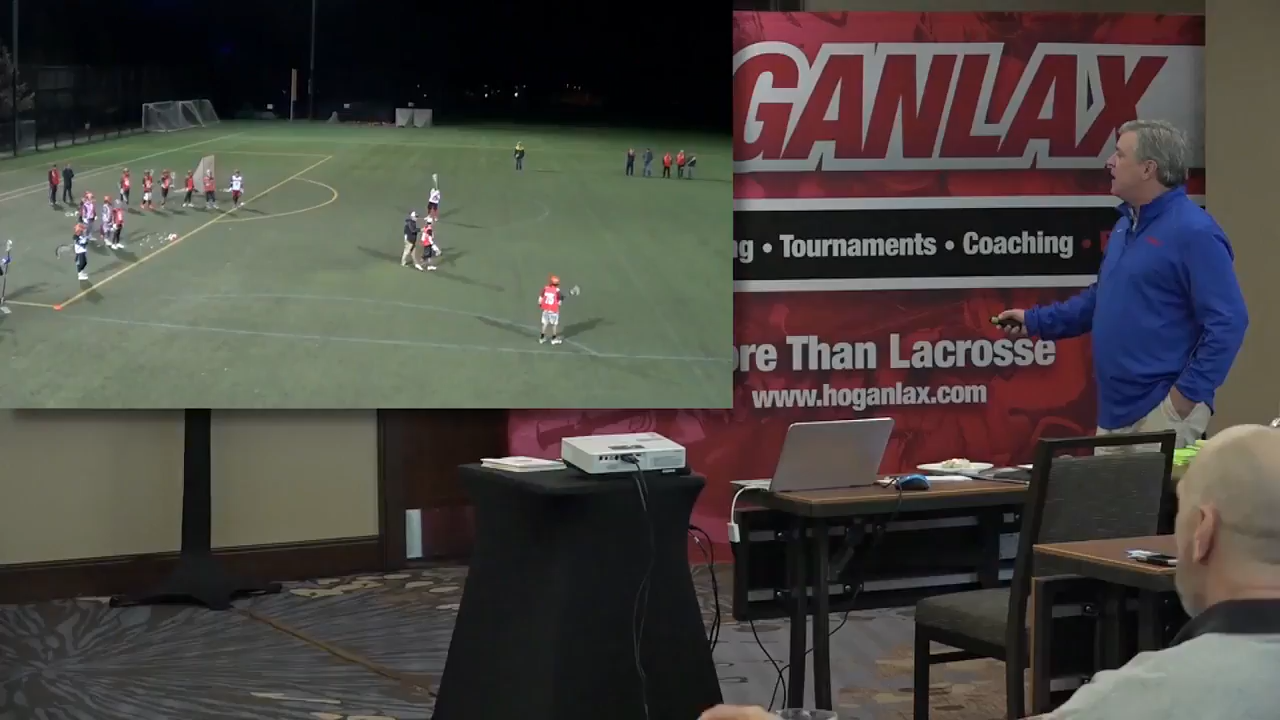 GANLAX
g • Tournaments • Coaching •
ore Than Lacrosse
www.hoganlax.com